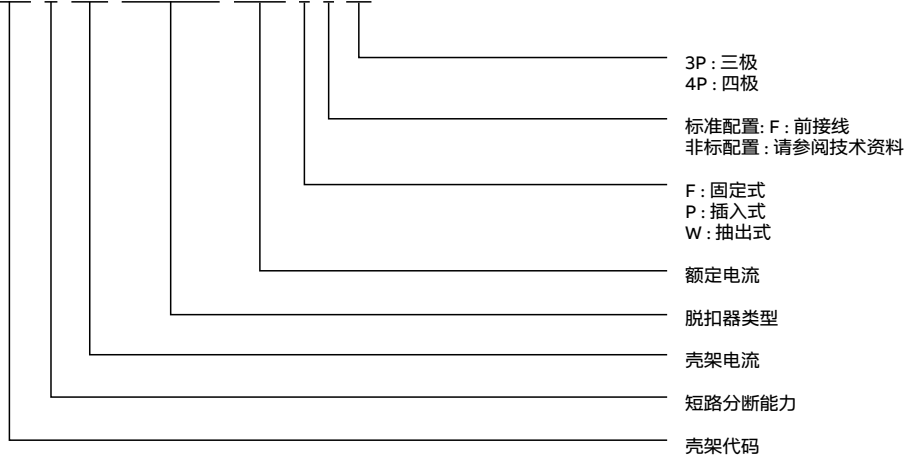 3P : 三极
4P : 四极
标准配置: F : 前接线
非标配置 : 请参阅技术资料
F : 固定式
P : 插入式
W : 抽出式
额定电流
脱扣器类型
壳架电流
短路分断能力
壳架代码